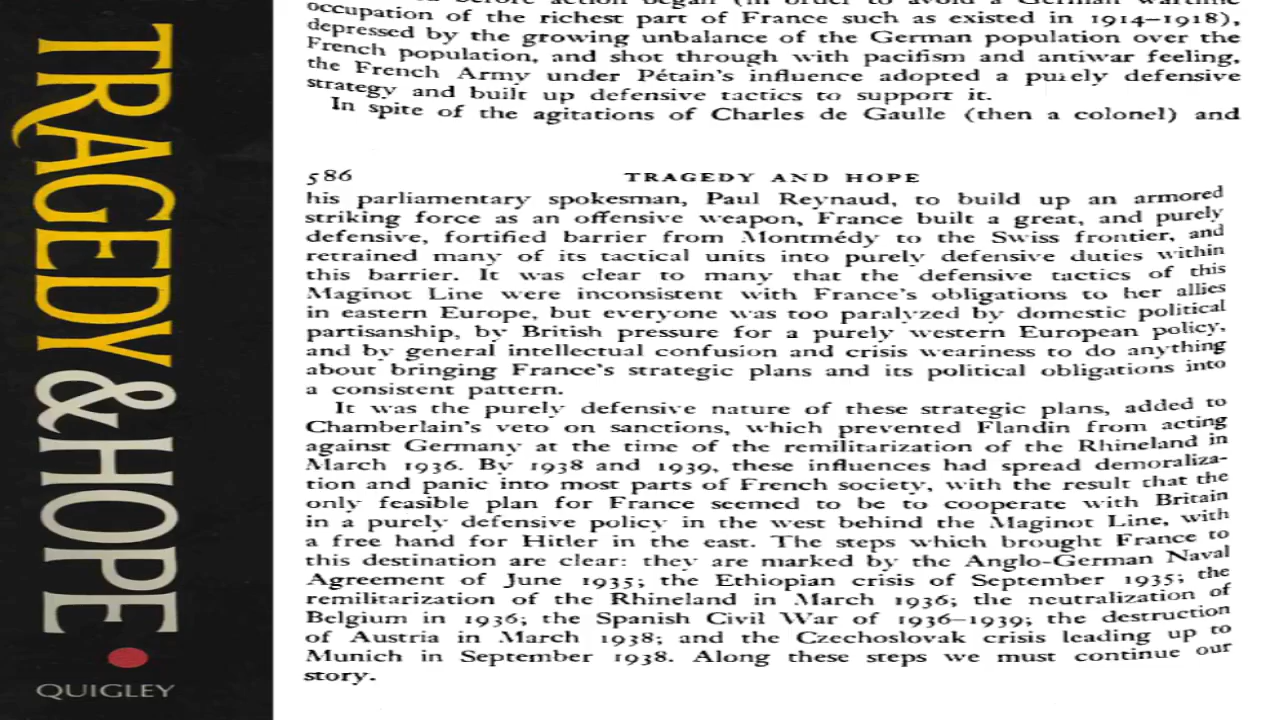 TRAGEDY & HOPE
QUIGLEY
occupation of the richest part of France such as existed in 1914–1918),
depressed by the growing unbalance of the German population over the
French population, and shot through with pacifism and antiwar feeling,
the French Army under Pétain's influence adopted a purely defensive
strategy and built up defensive tactics to support it.
In spite of the agitations of Charles de Gaulle (then a colonel) and
586 TRAGEDY AND HOPE
his parliamentary spokesman, Paul Reynaud, to build up an armored
striking force as an offensive weapon, France built a great, and purely
defensive, fortified barrier from Montmédy to the Swiss frontier, and
retrained many of its tactical units into purely defensive duties within
this barrier. It was clear to many that the defensive tactics of this
Maginot Line were inconsistent with France's obligations to her allies
in eastern Europe, but everyone was too paralyzed by domestic political
partisanship, by British pressure for a purely western European policy,
and by general intellectual confusion and crisis weariness to do anything
about bringing France's strategic plans and its political obligations into
a consistent pattern.
It was the purely defensive nature of these strategic plans, added to
Chamberlain's veto on sanctions, which prevented Flandin from acting
against Germany at the time of the remilitarization of the Rhineland in
March 1936. By 1938 and 1939, these influences had spread demoraliza-
tion and panic into most parts of French society, with the result that the
only feasible plan for France seemed to be to cooperate with Britain
in a purely defensive policy in the west behind the Maginot Line, with
a free hand for Hitler in the east. The steps which brought France to
this destination are clear: they are marked by the Anglo-German Naval
Agreement of June 1935; the Ethiopian crisis of September 1935; the
remilitarization of the Rhineland in March 1936; the neutralization of
Belgium in 1936; the Spanish Civil War of 1936–1939; the destruction
of Austria in March 1938; and the Czechoslovak crisis leading up to
Munich in September 1938. Along these steps we must continue our
story.